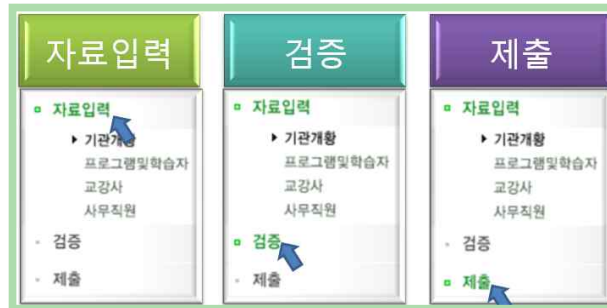 자료입력
검증
제출
자료입력
기관개황
프로그램및학습자
교강사
사무직원
검증
제출
자료입력
기관개황
프로그램및학습자
교강사
사무직원
검증
제출
자료입력
기관개황
프로그램및학습자
교강사
사무직원
검증
제출